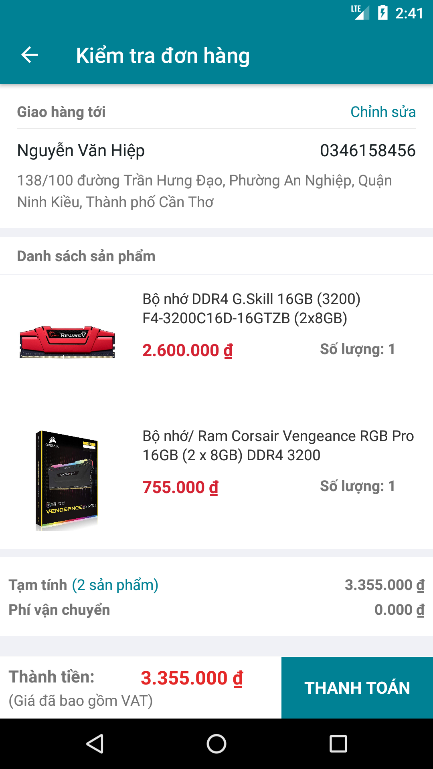 LTE 2:41
Kiểm tra đơn hàng
Giao hàng tới Chỉnh sửa
Nguyễn Văn Hiệp 0346158456
138/100 đường Trần Hưng Đạo, Phường An Nghiệp, Quận
Ninh Kiều, Thành phố Cần Thơ
Danh sách sản phẩm
Bộ nhớ DDR4 G.Skill 16GB (3200)
F4-3200C16D-16GTZB (2x8GB)
2.600.000 ₫ Số lượng: 1
Bộ nhớ/ Ram Corsair Vengeance RGB Pro
16GB (2 x 8GB) DDR4 3200
755.000 ₫ Số lượng: 1
Tạm tính (2 sản phẩm) 3.355.000 ₫
Phí vận chuyển 0.000 ₫
Thành tiền: 3.355.000 ₫
(Giá đã bao gồm VAT)
THANH TOÁN